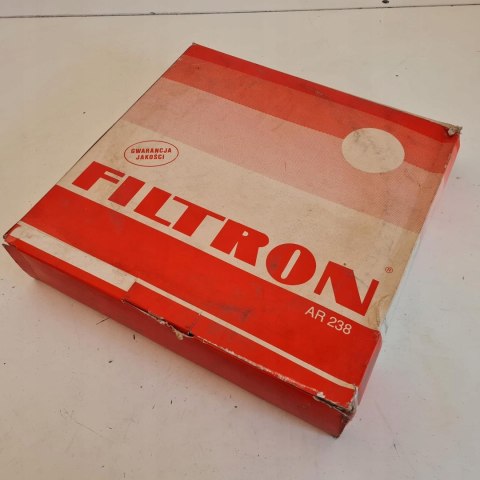 GWARANCJA
JAKOŚCI
FILTRON®
AR 238